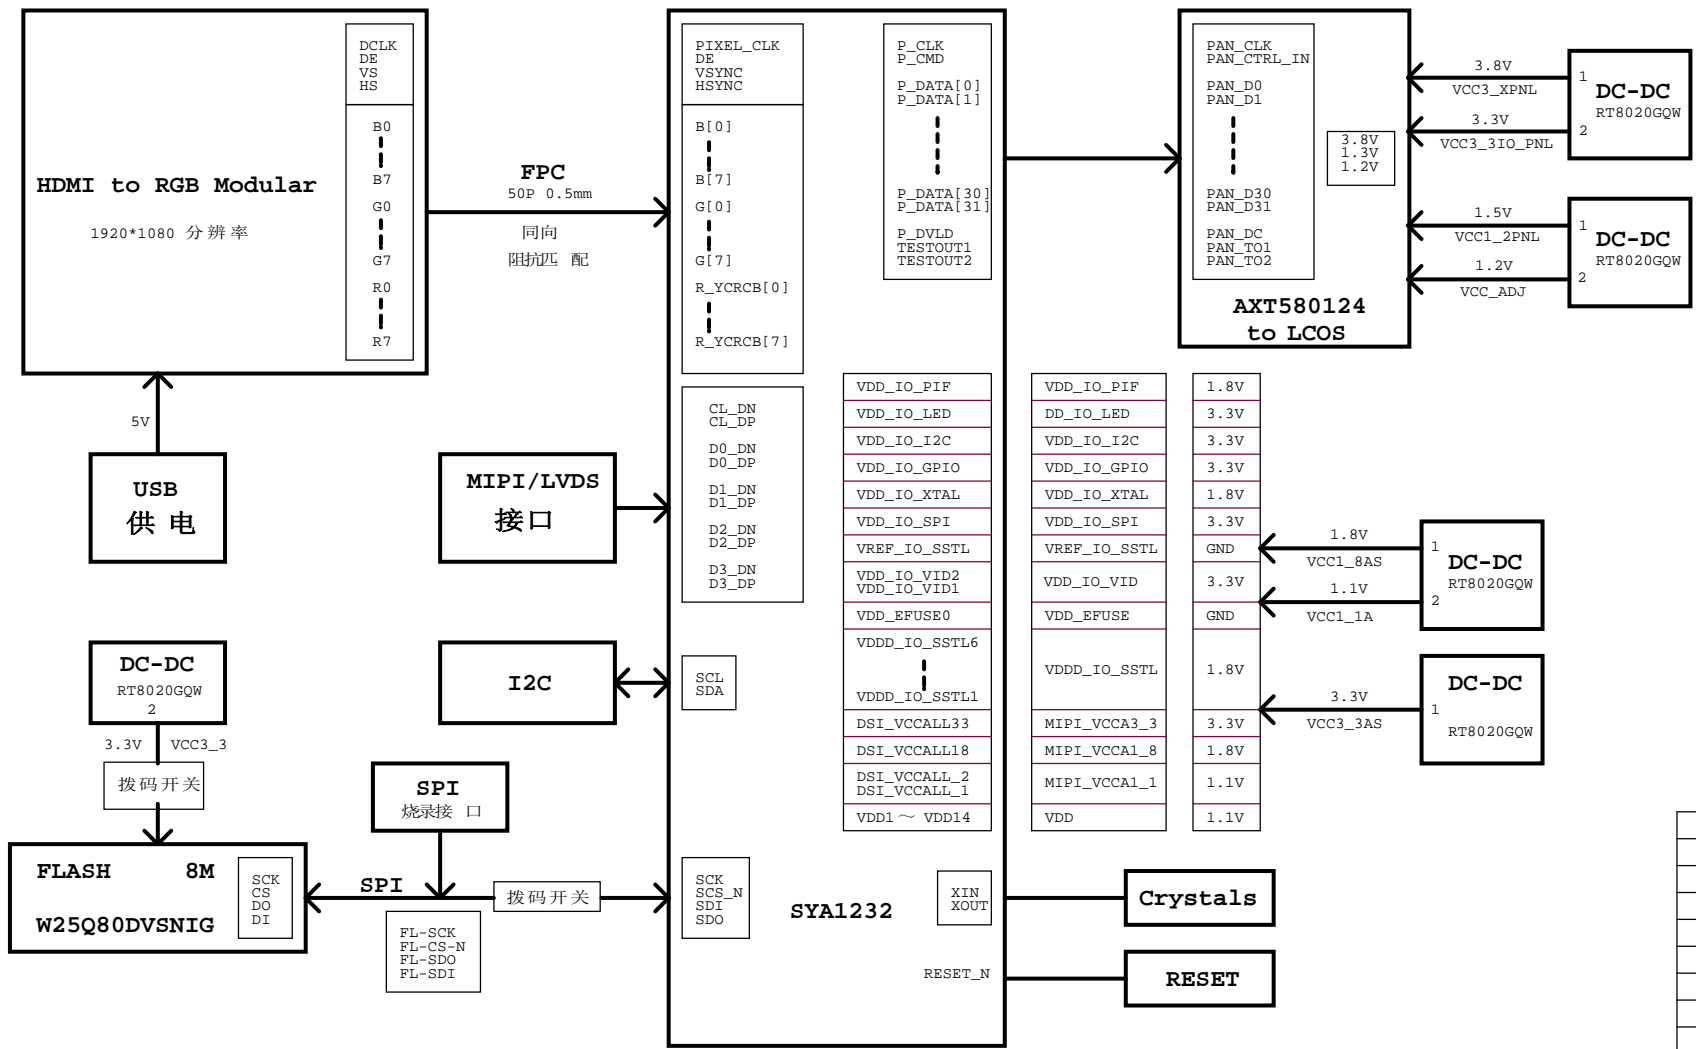 HDMI to RGB Modular
1920*1080 分辨率
DCLK
DE
VS
HS
B0
B7
G0
G7
R0
R7
FPC
50P 0.5mm
同向
阻抗匹 配
5V
USB
供 电
PIXEL_CLK
DE
VSYNC
HSYNC
B[0]
B[7]
G[0]
G[7]
R_YCRCB[0]
R_YCRCB[7]
P_CLK
P_CMD
P_DATA[0]
P_DATA[1]
P_DATA[30]
P_DATA[31]
P_DVLD
TESTOUT1
TESTOUT2
PAN_CLK
PAN_CTRL_IN
PAN_D0
PAN_D1
PAN_D30
PAN_D31
PAN_DC
PAN_TO1
PAN_TO2
3.8V
1.3V
1.2V
AXT580124
to LCOS
3.8V
VCC3_XPNL
3.3V
VCC3_3IO_PNL
1
2
DC-DC
RT8020GQW
1.5V
VCC1_2PNL
1.2V
VCC_ADJ
1
2
DC-DC
RT8020GQW
MIPI/LVDS
接口
CL_DN
CL_DP
D0_DN
D0_DP
D1_DN
D1_DP
D2_DN
D2_DP
D3_DN
D3_DP
VDD_IO_PIF VDD_IO_PIF 1.8V
VDD_IO_LED DD_IO_LED 3.3V
VDD_IO_I2C VDD_IO_I2C 3.3V
VDD_IO_GPIO VDD_IO_GPIO 3.3V
VDD_IO_XTAL VDD_IO_XTAL 1.8V
VDD_IO_SPI VDD_IO_SPI 3.3V
VREF_IO_SSTL VREF_IO_SSTL GND
VDD_IO_VID2
VDD_IO_VID1
VDD_IO_VID 3.3V
VDD_EFUSE0 VDD_EFUSE GND
VDDD_IO_SSTL6
VDDD_IO_SSTL1
VDDD_IO_SSTL 1.8V
DSI_VCCALL33 MIPI_VCCA3_3 3.3V
DSI_VCCALL18 MIPI_VCCA1_8 1.8V
DSI_VCCALL_2
DSI_VCCALL_1
MIPI_VCCA1_1 1.1V
VDD1 ～ VDD14 VDD 1.1V
1.8V
VCC1_8AS
1.1V
VCC1_1A
1
2
DC-DC
RT8020GQW
3.3V
VCC3_3AS
1
DC-DC
RT8020GQW
I2C
SCL
SDA
DC-DC
RT8020GQW
2
3.3V VCC3_3
拨码开关
SPI
烧录接 口
FLASH 8M
W25Q80DVSNIG
SCK
CS
DO
DI
SPI
拨码开关
FL-SCK
FL-CS-N
FL-SDO
FL-SDI
SCK
SCS_N
SDI
SDO
SYA1232
XIN
XOUT
Crystals
RESET_N
RESET